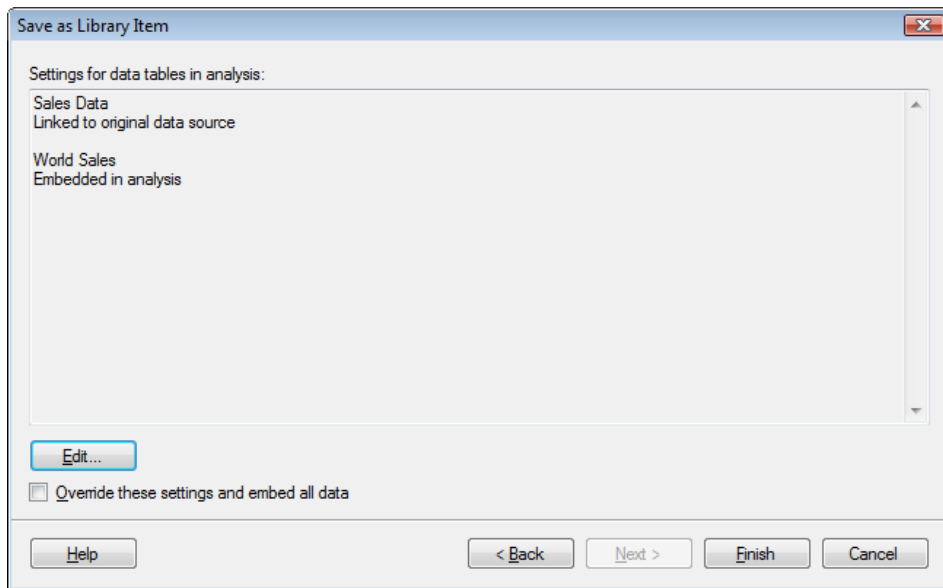 Save as Library Item
Settings for data tables in analysis:
Sales Data
Linked to original data source
World Sales
Embedded in analysis
Edit...
Override these settings and embed all data
Help
< Back
Next >
Finish
Cancel